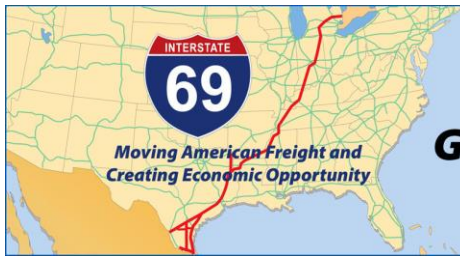 INTERSTATE
69
Moving American Freight and
Creating Economic Opportunity
G